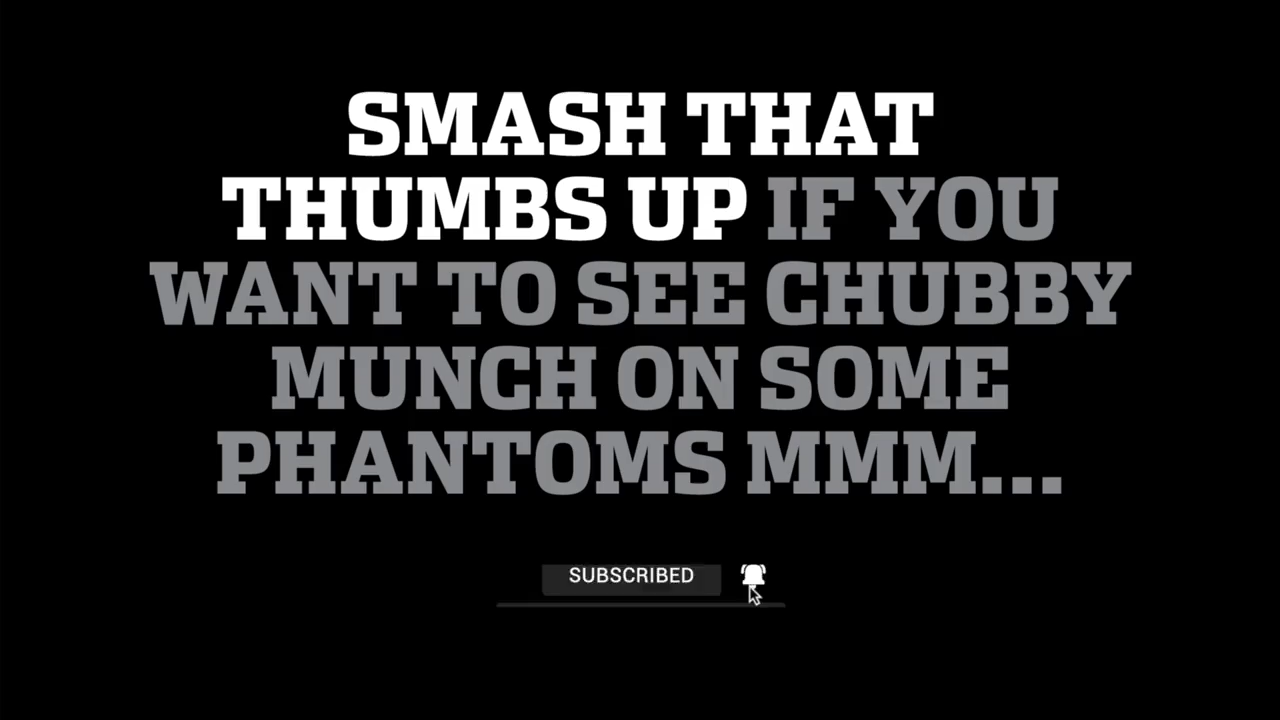 SMASH THAT
THUMBS UP IF YOU
WANT TO SEE CHUBBY
MUNCH ON SOME
PHANTOMS MMM...
SUBSCRIBED